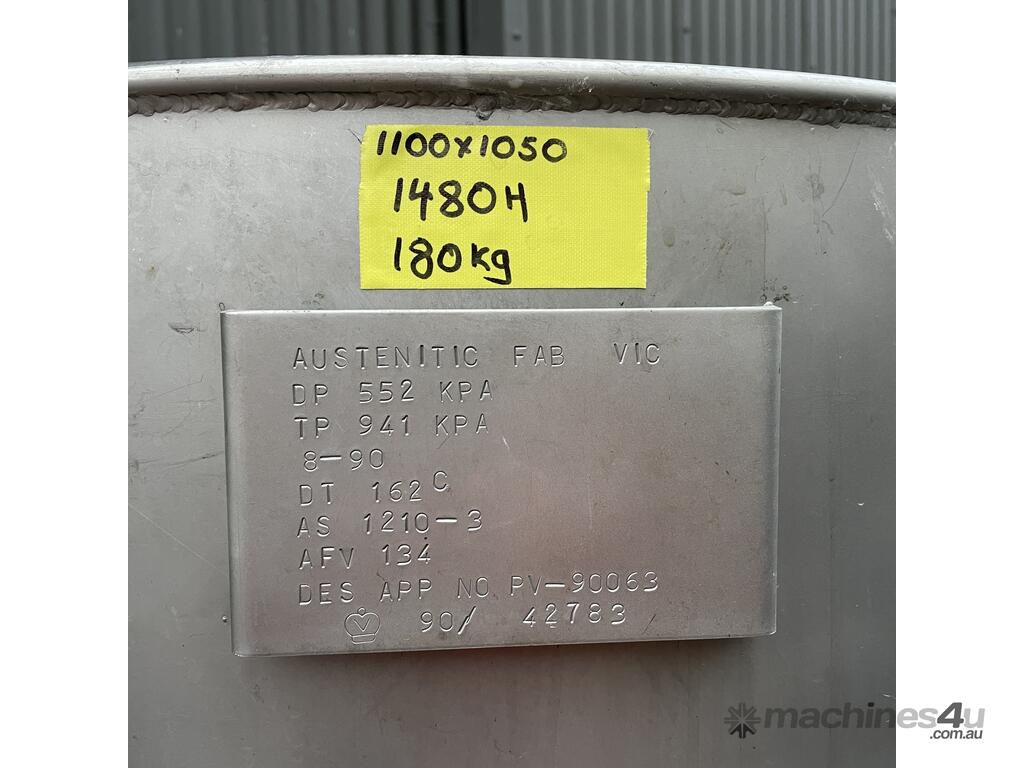 1100x1050
1480H
180kg
AUSTENITIC FAB VIC
DP 552 KPA
TP 941 KPA
8-90
DT 162 C
AS 1210-3
AFV 134
DES APP NO PV-90063
V 90/ 42783
machines4u
.com.au